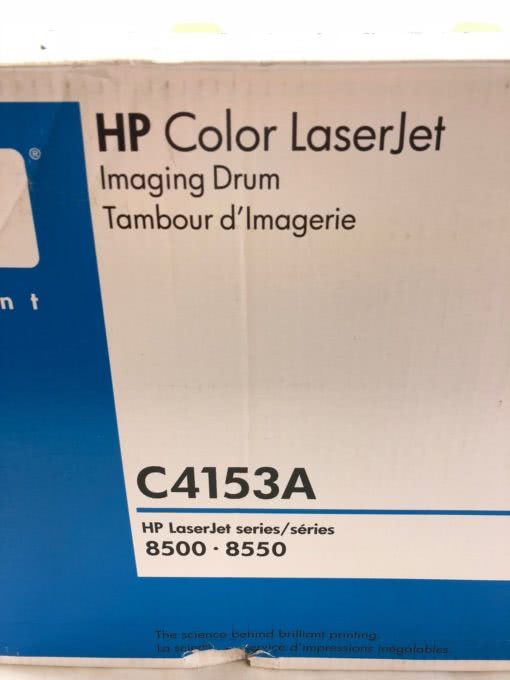 HP Color LaserJet
Imaging Drum
Tambour d'Imagerie
®
n t
C4153A
HP LaserJet series/séries
8500 · 8550
The science behind brilliant printing.
La service d'impressions inégalables.